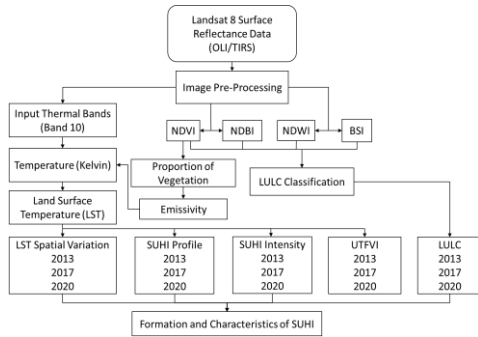 Landsat 8 Surface
Reflectance Data
(OLI/TIRS)
Image Pre-Processing
Input Thermal Bands
(Band 10)
NDVI
NDBI
NDWI
BSI
Temperature (Kelvin)
Proportion of
Vegetation
LULC Classification
Land Surface
Temperature (LST)
Emissivity
LST Spatial Variation
2013
2017
2020
SUHI Profile
2013
2017
2020
SUHI Intensity
2013
2017
2020
UTFVI
2013
2017
2020
LULC
2013
2017
2020
Formation and Characteristics of SUHI